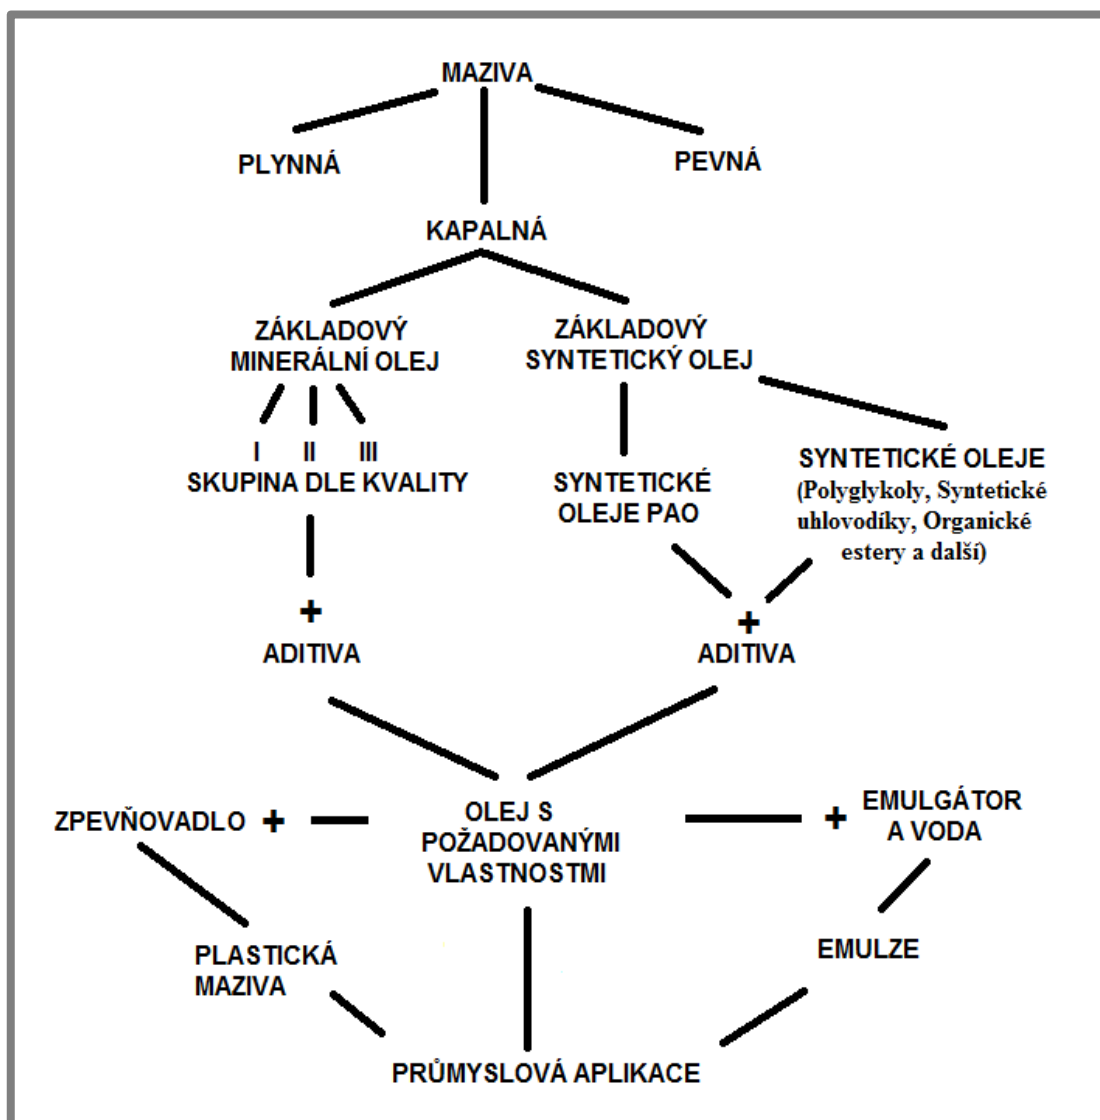 MAZIVA
PLYNNÁ
PEVNÁ
KAPALNÁ
ZÁKLADOVÝ
MINERÁLNÍ OLEJ
ZÁKLADOVÝ
SYNTETICKÝ OLEJ
I II III
SKUPINA DLE KVALITY
SYNTETICKÉ
OLEJE PAO
SYNTETICKÉ OLEJE
(Polyglykoly, Syntetické
uhlovodíky, Organické
estery a další)
+
ADITIVA
+
ADITIVA
ZPEVŇOVADLO +
OLEJ S
POŽADOVANÝMI
VLASTNOSTMI
+ EMULGÁTOR
A VODA
PLASTICKÁ
MAZIVA
EMULZE
PRŮMYSLOVÁ APLIKACE